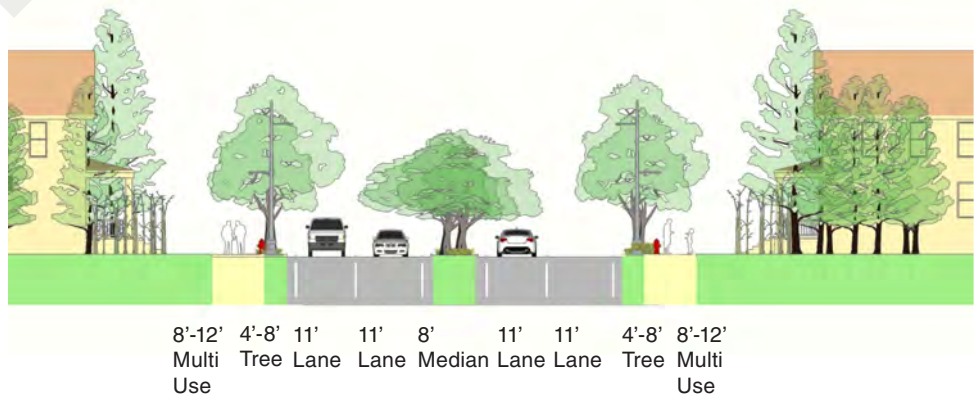 8’-12’ 4’-8’ 11’ 11’ 8’ 11’ 11’ 4’-8’ 8’-12’
Multi Tree Lane Lane Median Lane Lane Tree Multi
Use Use